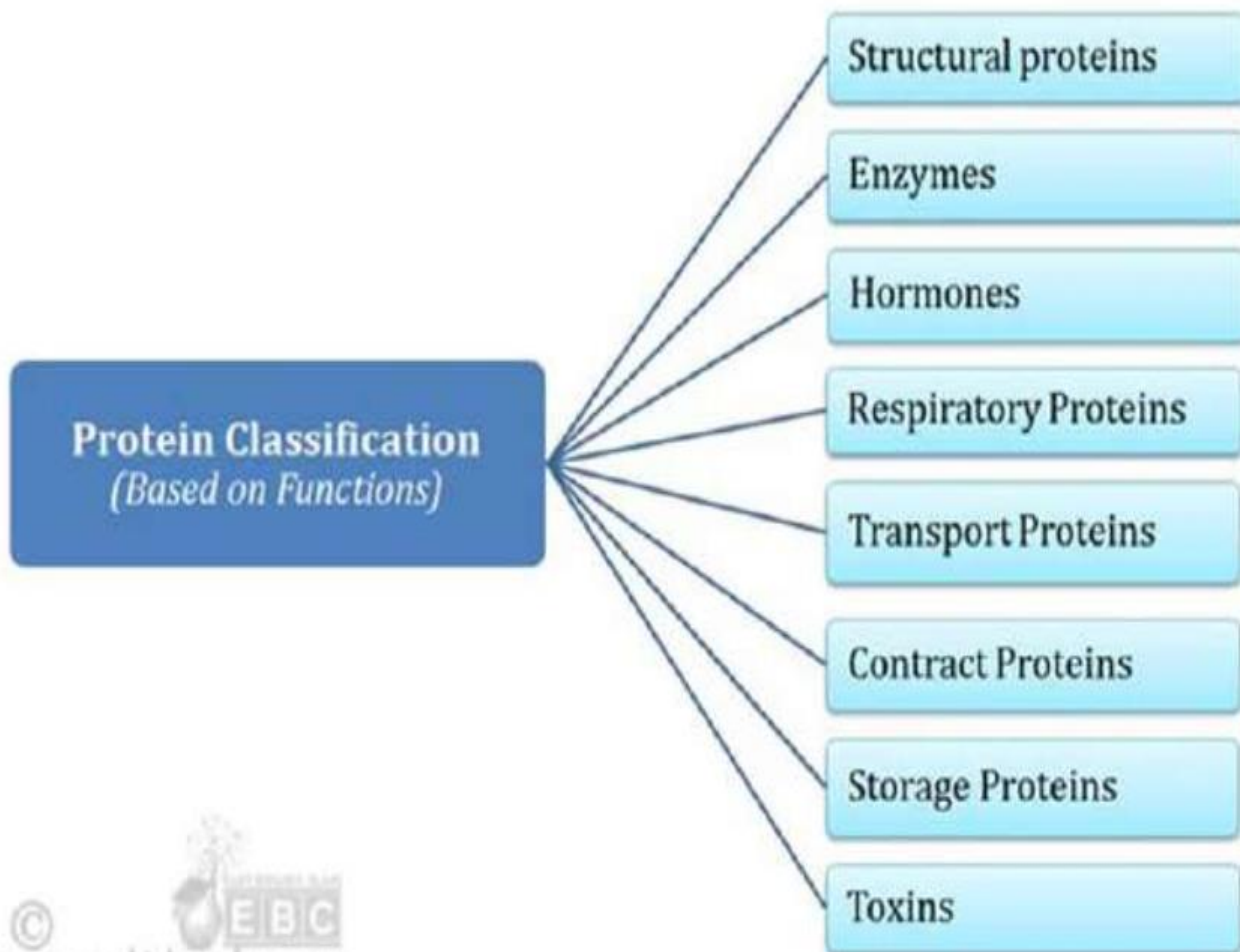 Structural proteins
Enzymes
Hormones
Respiratory Proteins
Protein Classification
(Based on Functions)
Transport Proteins
Contract Proteins
Storage Proteins
Toxins
©
EBC